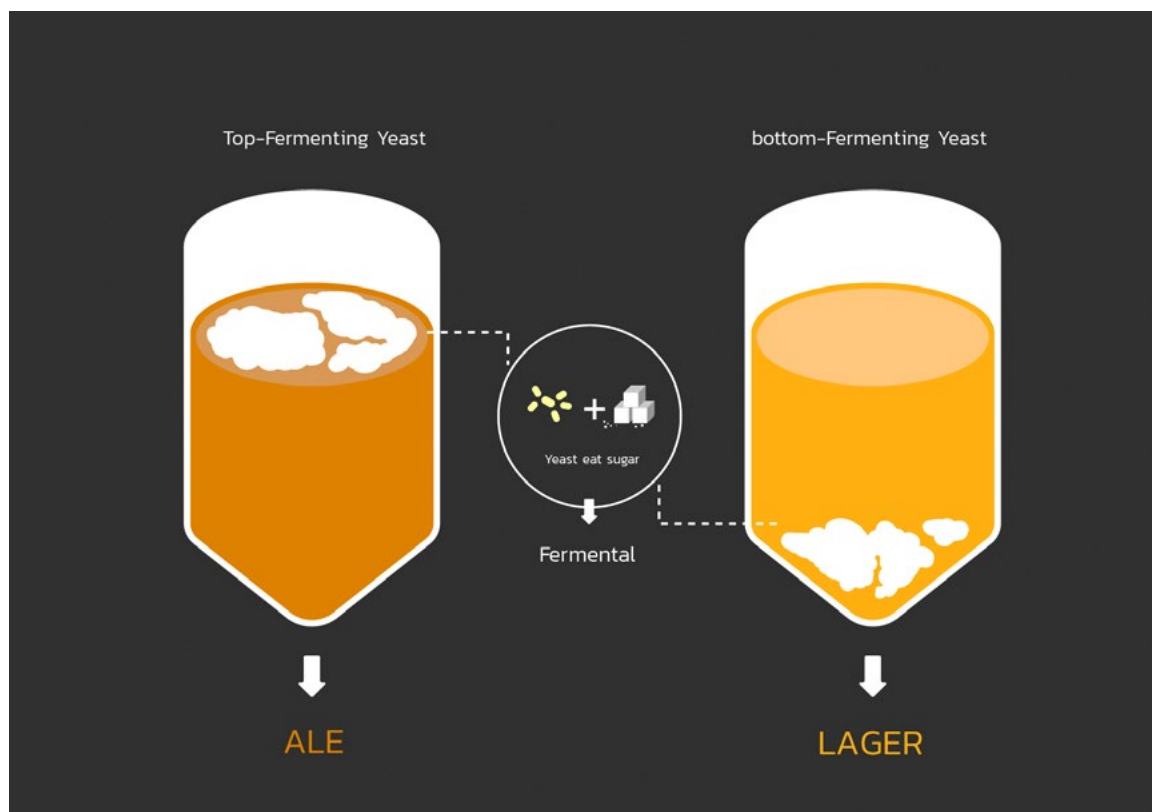 Top-Fermenting Yeast
bottom-Fermenting Yeast
Yeast eat sugar
Fermental
ALE
LAGER